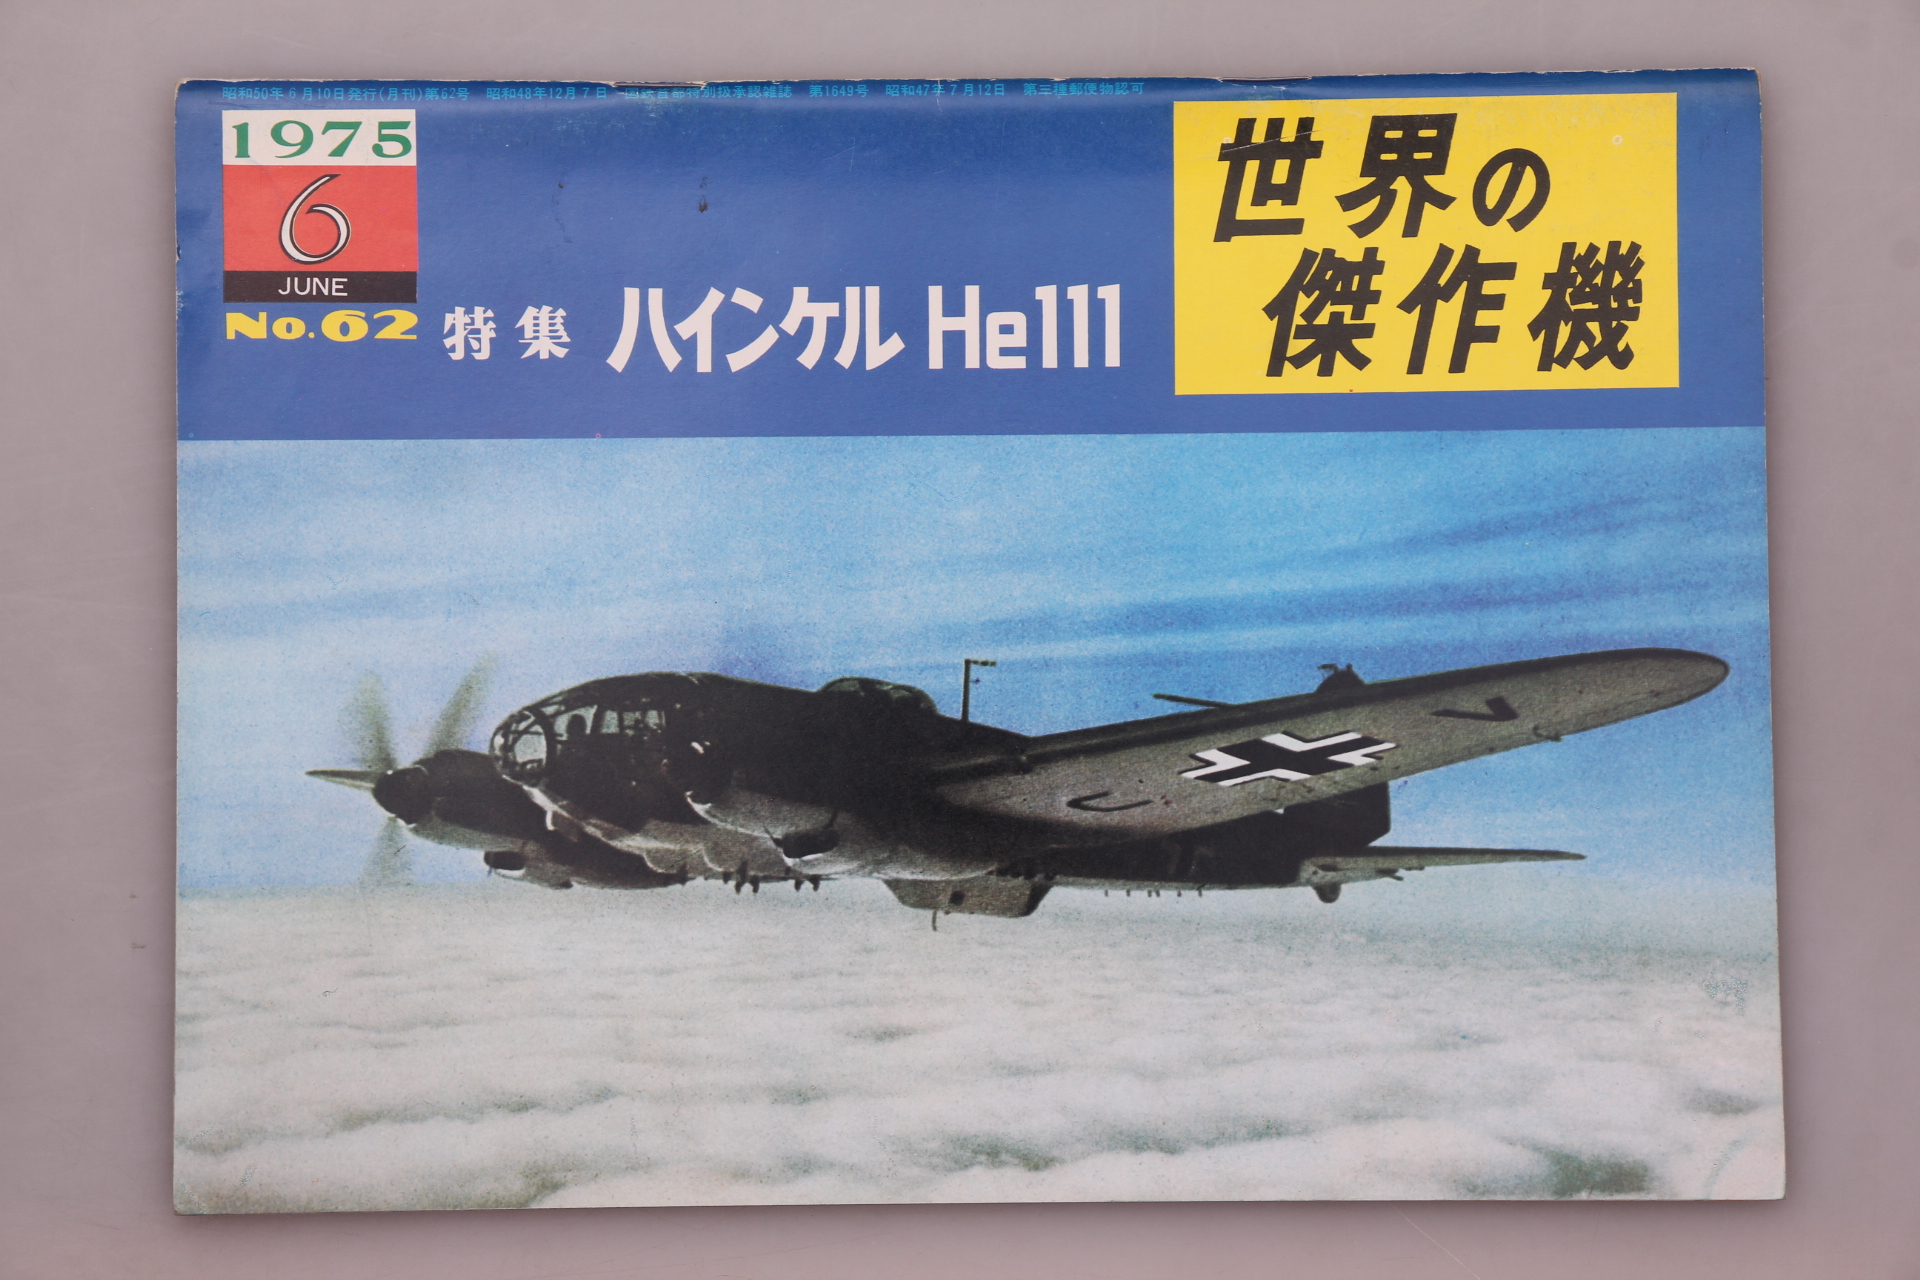 昭和50年6月10日発行(月刊)第62号 昭和48年12月7日 国鉄首都特別扱承認雑誌 第1649号 昭和47年7月12日 第三種郵便物認可
1975
6
JUNE
No.62
特集 ハインケル He111
世界の
傑作機